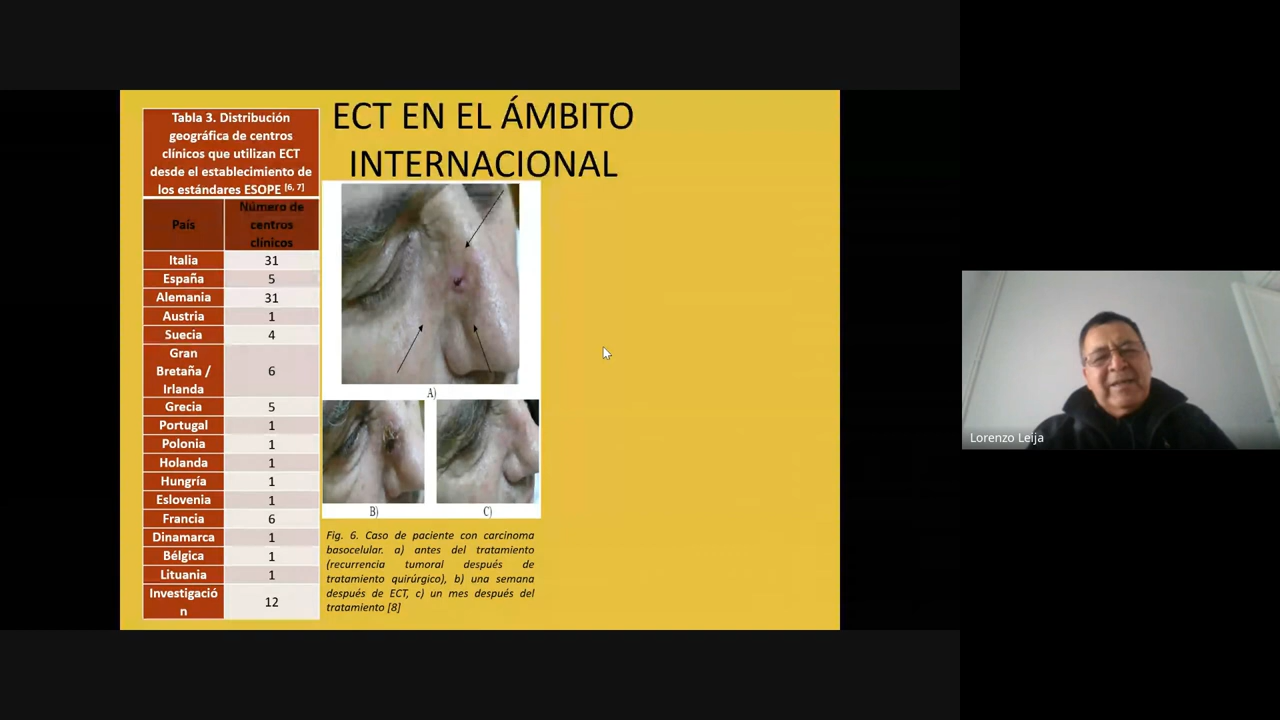 Tabla 3. Distribución
geográfica de centros
clínicos que utilizan ECT
desde el establecimiento de
los estándares ESOPE [6, 7]
País
Número de
centros
clínicos
Italia 31
España 5
Alemania 31
Austria 1
Suecia 4
Gran
Bretaña / 6
Irlanda
Grecia 5
Portugal 1
Polonia 1
Holanda 1
Hungría 1
Eslovenia 1
Francia 6
Dinamarca 1
Bélgica 1
Lituania 1
Investigació
n
12
ECT EN EL ÁMBITO
INTERNACIONAL
A)
B) C)
Fig. 6. Caso de paciente con carcinoma
basocelular. a) antes del tratamiento
(recurrencia tumoral después de
tratamiento quirúrgico), b) una semana
después de ECT, c) un mes después del
tratamiento [8]
Lorenzo Leija